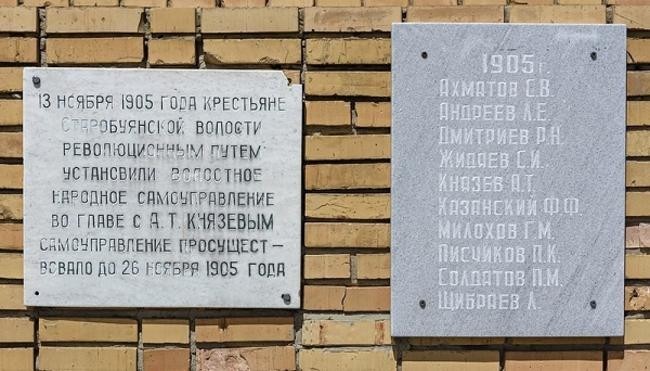 13 НОЯБРЯ 1905 ГОДА КРЕСТЬЯНЕ
СТАРОБУЯНСКОЙ ВОЛОСТИ
РЕВОЛЮЦИОННЫМ ПУТЕМ
УСТАНОВИЛИ ВОЛОСТНОЕ
НАРОДНОЕ САМОУПРАВЛЕНИЕ
ВО ГЛАВЕ С А.Т. КНЯЗЕВЫМ
САМОУПРАВЛЕНИЕ ПРОСУЩЕСТ–
ВОВАЛО ДО 26 НОЯБРЯ 1905 ГОДА
1905 г.
АХМАТОВ С.В.
АНДРЕЕВ Л.Е.
ДМИТРИЕВ Р.Н.
ЖИДАЕВ С.И.
КНЯЗЕВ А.Т.
КАЗАНСКИЙ Ф.Ф.
МИЛОХОВ Г.М.
ПИСЧИКОВ П.К.
СОЛДАТОВ П.М.
ЩИБРАЕВ Л.